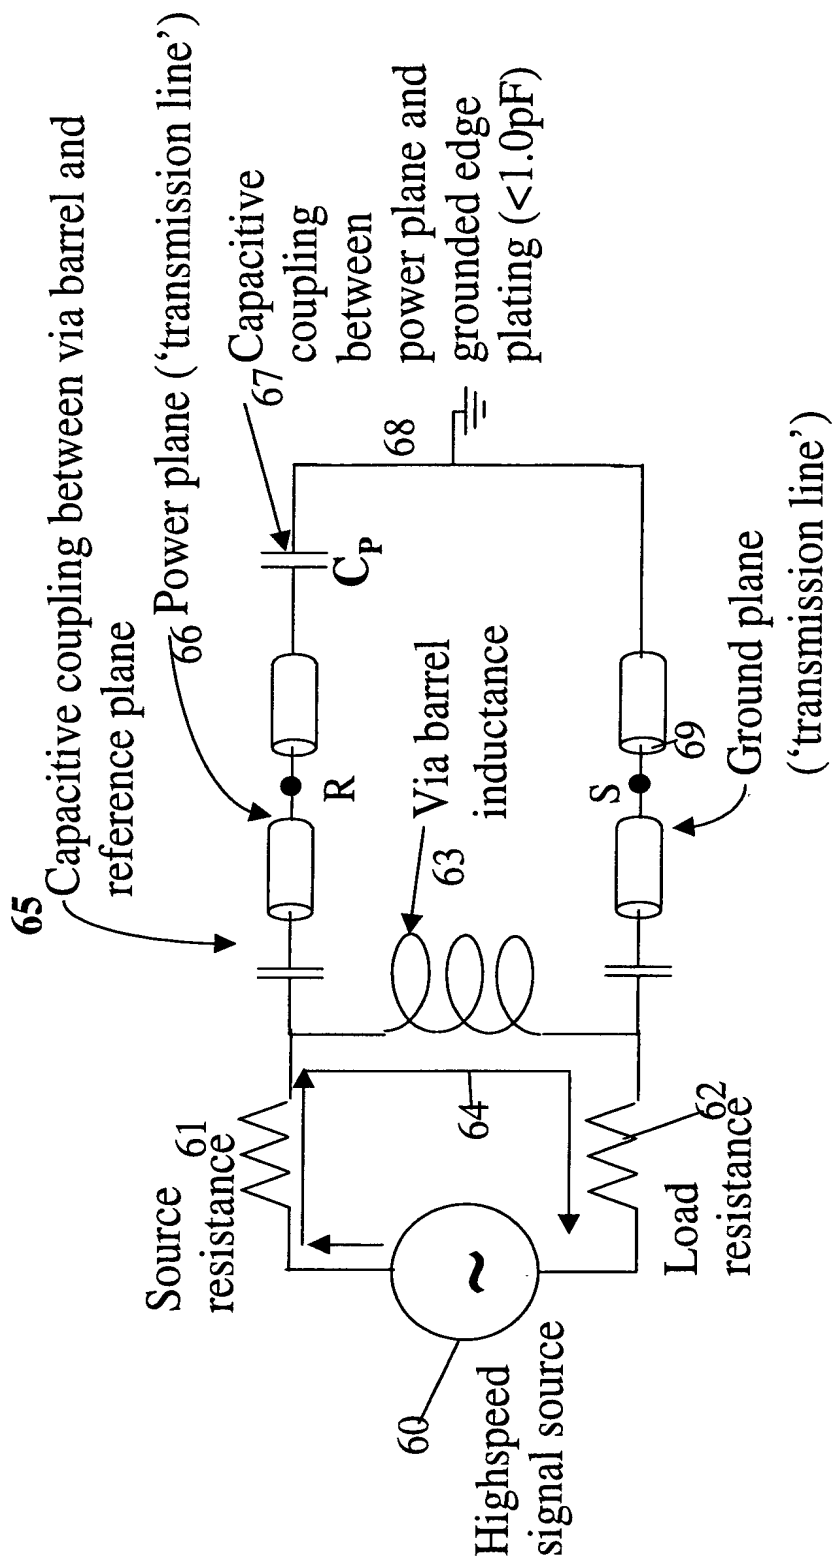 65
Capacitive coupling between via barrel and
reference plane
66 Power plane (‘transmission line’)
67 Capacitive
coupling
between
power plane and
grounded edge
plating (<1.0pF)
Source
resistance
61
R
CP
68
63
Via barrel
inductance
64
60
~
Highspeed
signal source
Load
resistance
62
S
69
Ground plane
(‘transmission line’)